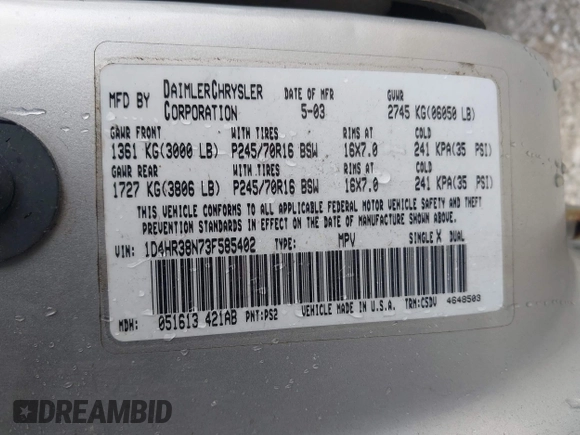 MFD BY DAIMLERCHRYSLER CORPORATION DATE OF MFR 5-03 GVWR 2745 KG(06050 LB)
GAWR FRONT WITH TIRES RIMS AT COLD
1361 KG(3000 LB) P245/70R16 BSW 16X7.0 241 KPA(35 PSI)
GAWR REAR WITH TIRES RIMS AT COLD
1727 KG(3806 LB) P245/70R16 BSW 16X7.0 241 KPA(35 PSI)
THIS VEHICLE CONFORMS TO ALL APPLICABLE FEDERAL MOTOR VEHICLE SAFETY AND THEFT
PREVENTION STANDARDS IN EFFECT ON THE DATE OF MANUFACTURE SHOWN ABOVE.
VIN: 1D4HR38N73F585402 TYPE: MPV SINGLE X DUAL
MDH: 051613 421AB PNT:PS2 VEHICLE MADE IN U.S.A. TRM:C5DV 4648503
DREAMBID